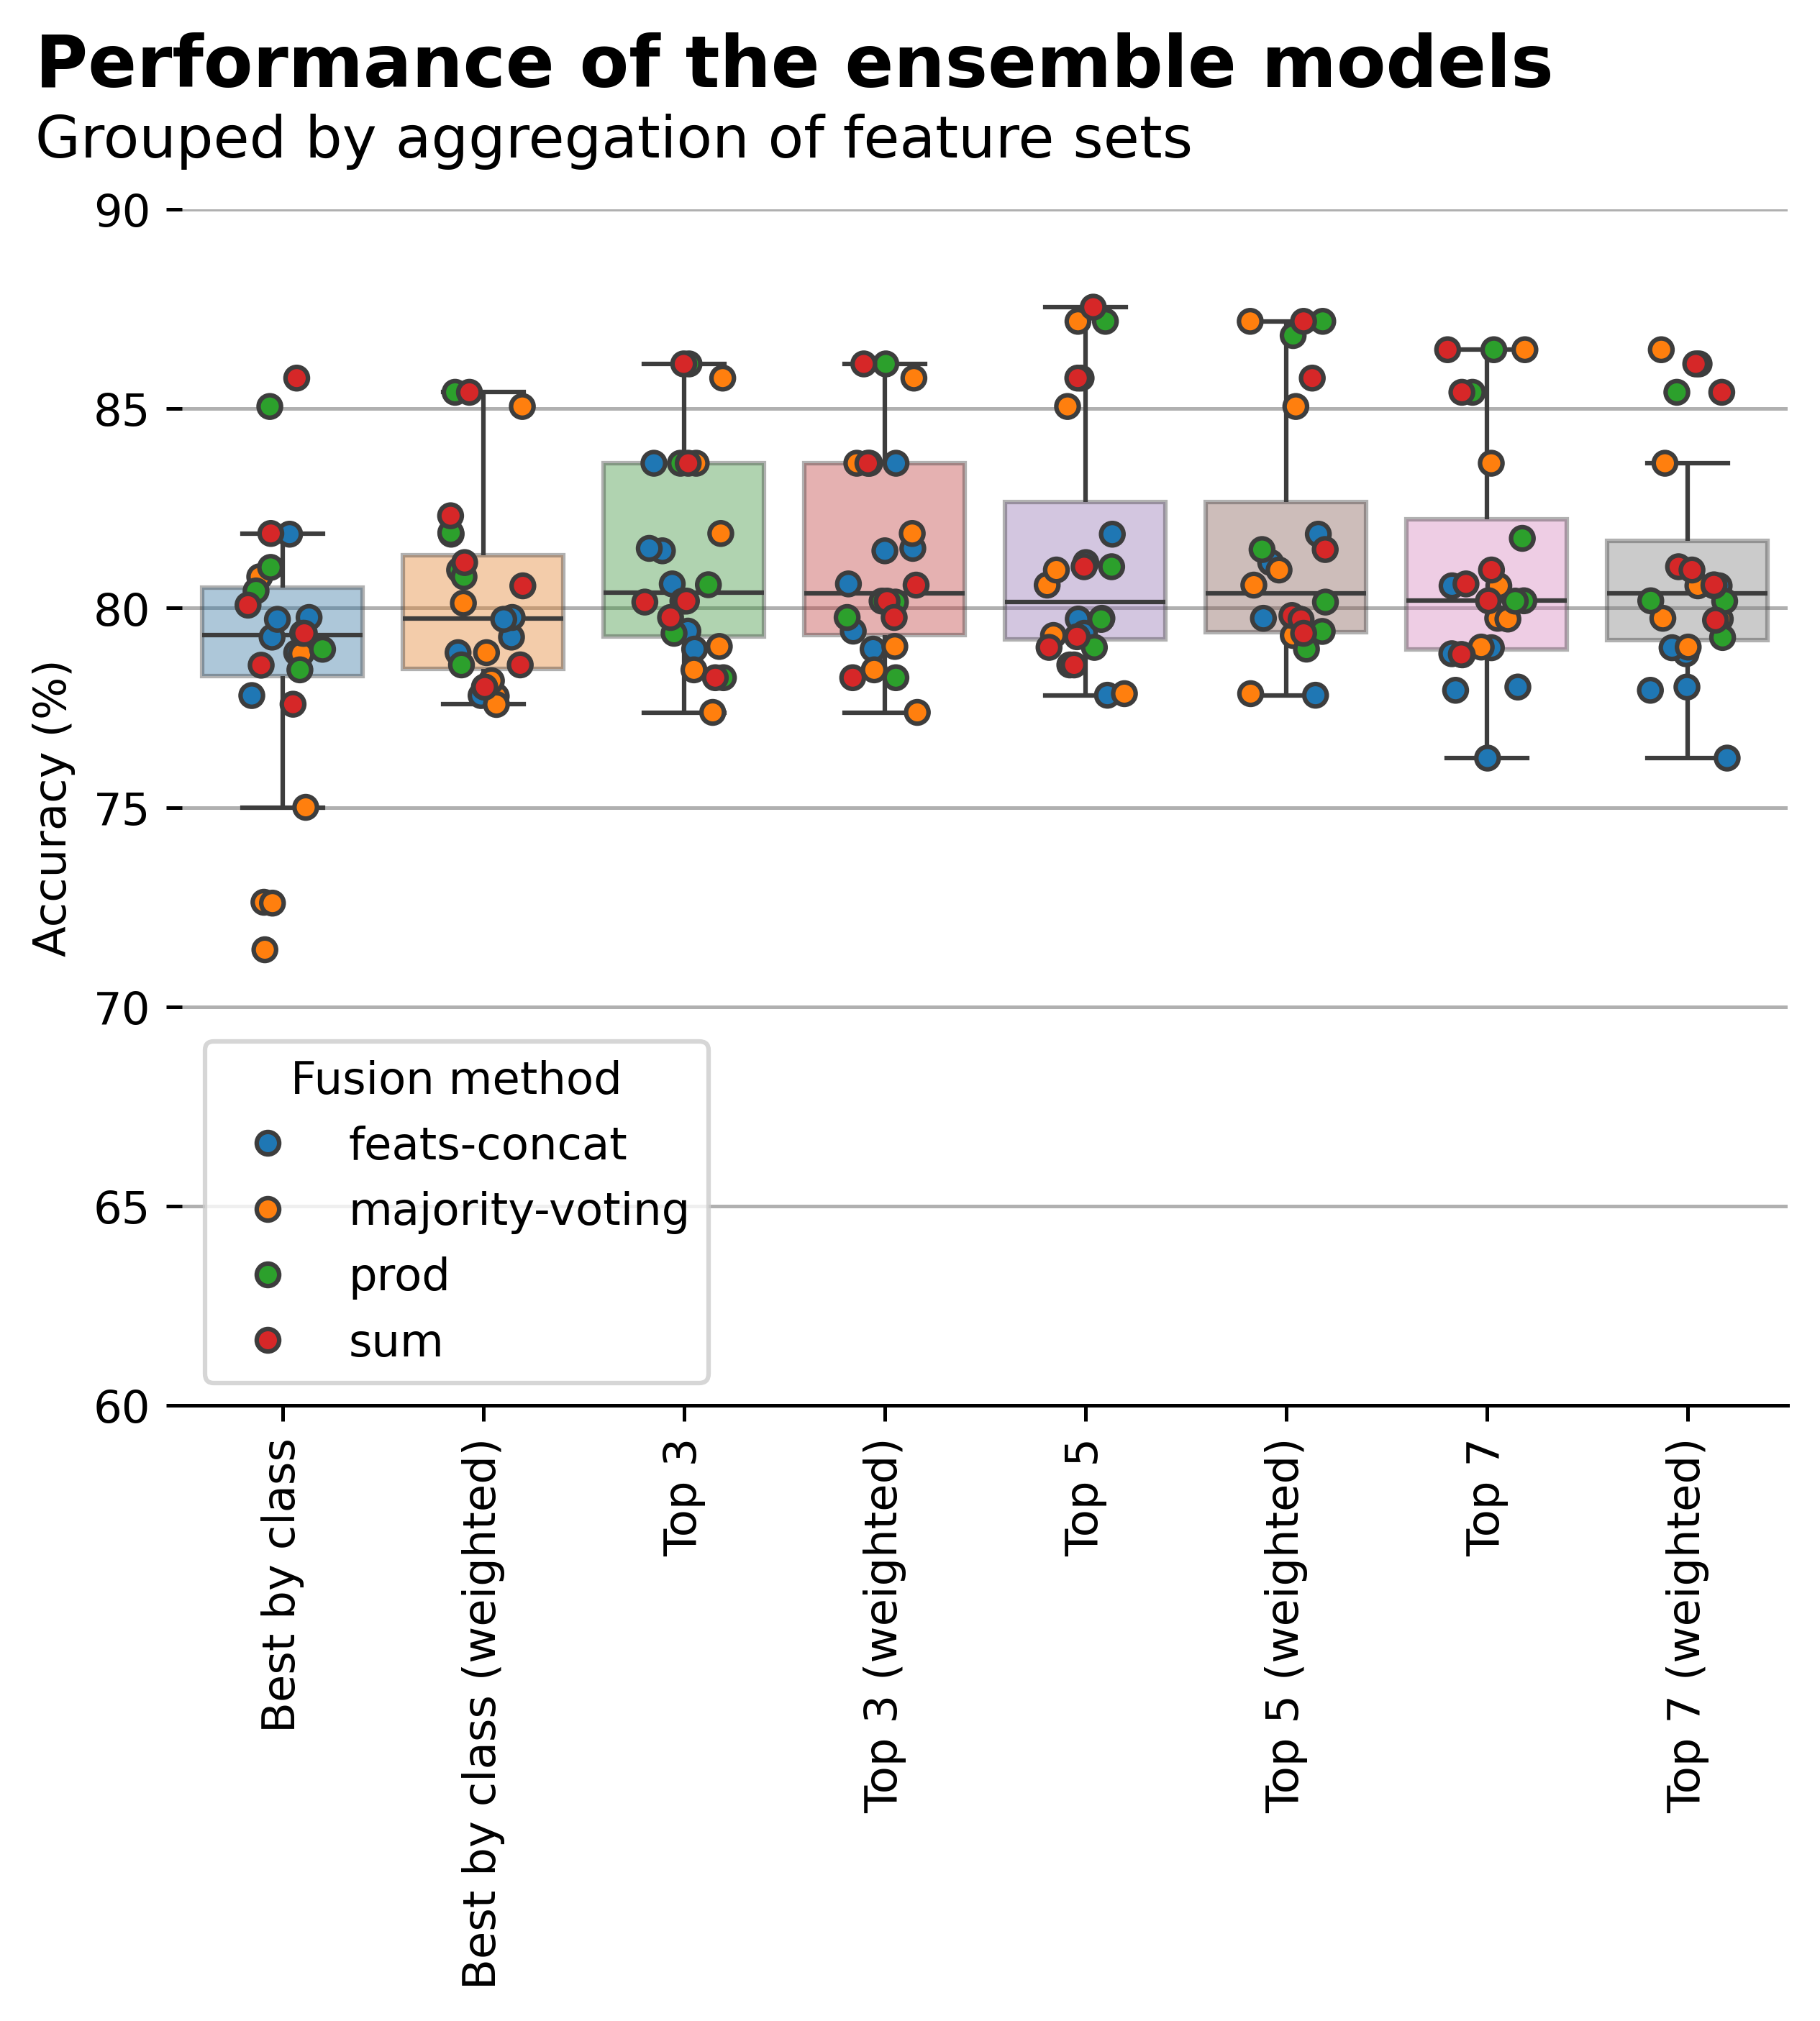 Performance of the ensemble models
Grouped by aggregation of feature sets
90
85
80
75
70
65
60
Accuracy (%)
Fusion method
feats-concat
majority-voting
prod
sum
Best by class
Best by class (weighted)
Top 3
Top 3 (weighted)
Top 5
Top 5 (weighted)
Top 7
Top 7 (weighted)